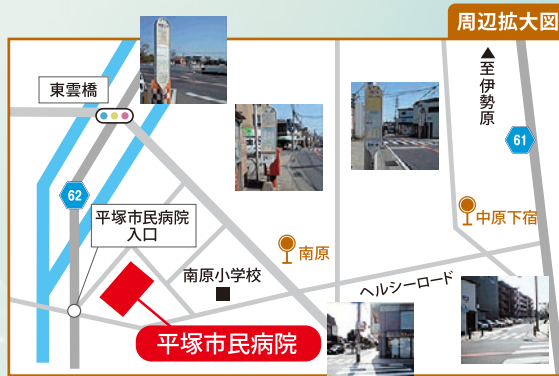 周辺拡大図
東雲橋
▲至伊勢原
61
62
平塚市民病院
入口
中原下宿
南原
南原小学校
ヘルシーロード
平塚市民病院